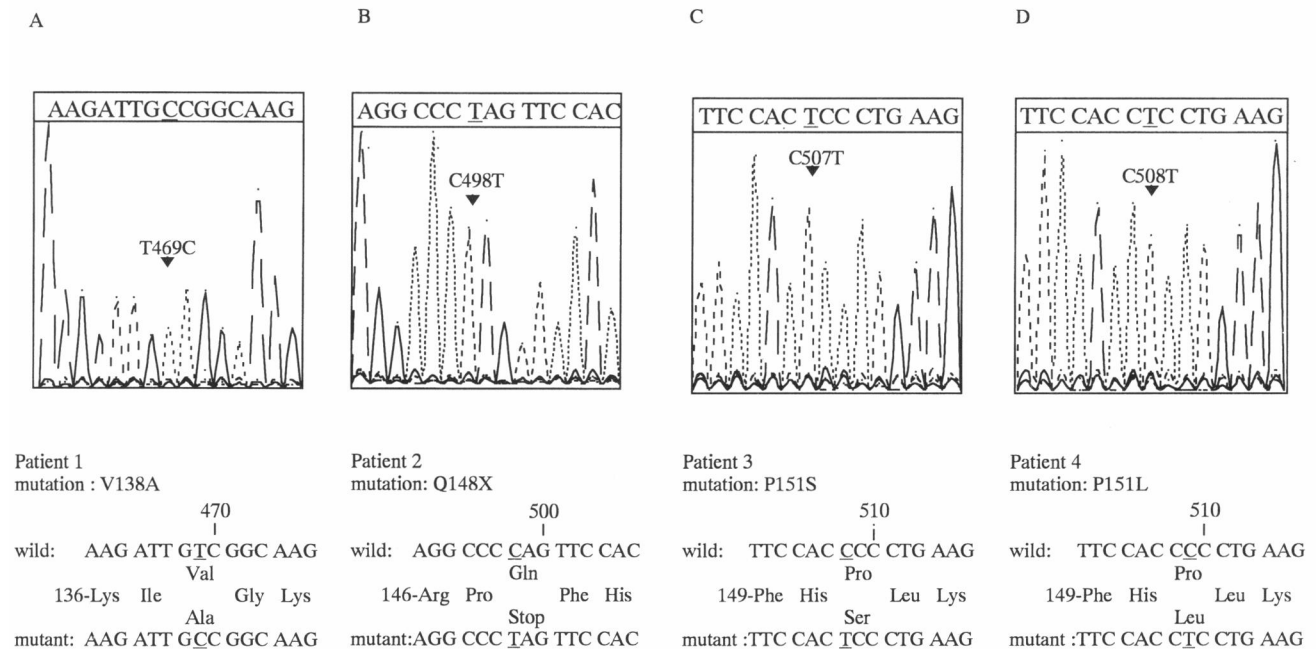 A
B
C
D
AAGATTGCCGGCAAG
AGG CCC TAG TTC CAC
TTC CAC TCC CTG AAG
TTC CAC CTC CTG AAG
T469C
C498T
C507T
C508T
Patient 1
mutation : V138A
470
wild: AAG ATT GTC GGC AAG
Val
136-Lys Ile Gly Lys
Ala
mutant: AAG ATT GCC GGC AAG
Patient 2
mutation: Q148X
500
wild: AGG CCC CAG TTC CAC
Gln
146-Arg Pro Phe His
Stop
mutant:AGG CCC TAG TTC CAC
Patient 3
mutation: P151S
510
wild: TTC CAC CCC CTG AAG
Pro
149-Phe His Leu Lys
Ser
mutant :TTC CAC TCC CTG AAG
Patient 4
mutation: P151L
510
wild: TTC CAC CCC CTG AAG
Pro
149-Phe His Leu Lys
Leu
mutant :TTC CAC CTC CTG AAG